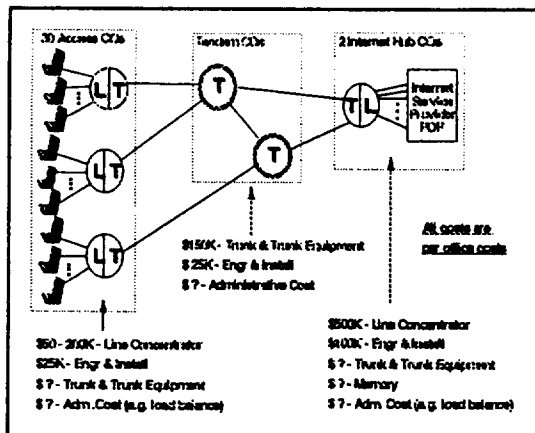 30 Access COs
Tandem COs
2 Internet Hub COs
L T
T
T L
Internet
Service
Provider
POP
L T
T
L T
All costs are
per office costs
$150K - Trunk & Trunk Equipment
$25K - Engr & Install
$ ? - Administrative Cost
$50 - 200K - Line Concentrator
$25K - Engr & Install
$ ? - Trunk & Trunk Equipment
$ ? - Adm. Cost (e.g. load balance)
$500K - Line Concentrator
$100K - Engr & Install
$ ? - Trunk & Trunk Equipment
$ ? - Memory
$ ? - Adm. Cost (e.g. load balance)